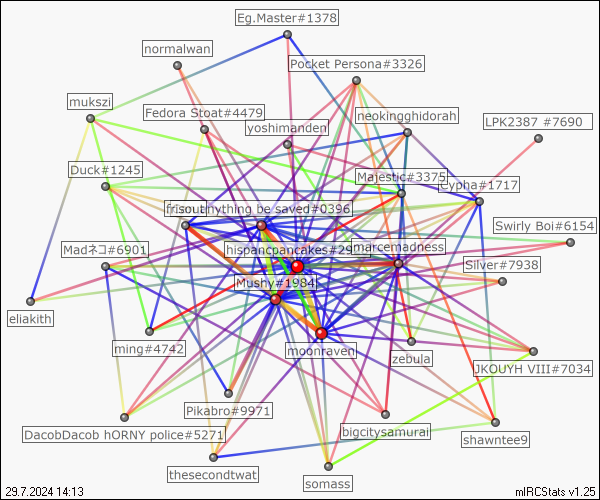 Eg.Master#1378
normalwan
Pocket Persona#3326
mukszi
Fedora Stoat#4479
neokingghidorah
yoshimanden
LPK2387 #7690
Duck#1245
Majestic#3375
Cypha#1717
frisout
nything be saved#0396
Swirly Boi#6154
Madネコ#6901
hispancpancakes#29
marcemadness
Silver#7938
Mushy#1984
eliakith
ming#4742
moonraven
zebula
JKOUYH VIII#7034
Pikabro#9971
DacobDacob hORNY police#5271
bigcitysamurai
shawntee9
thesecondtwat
somass
29.7.2024 14:13
mIRCStats v1.25